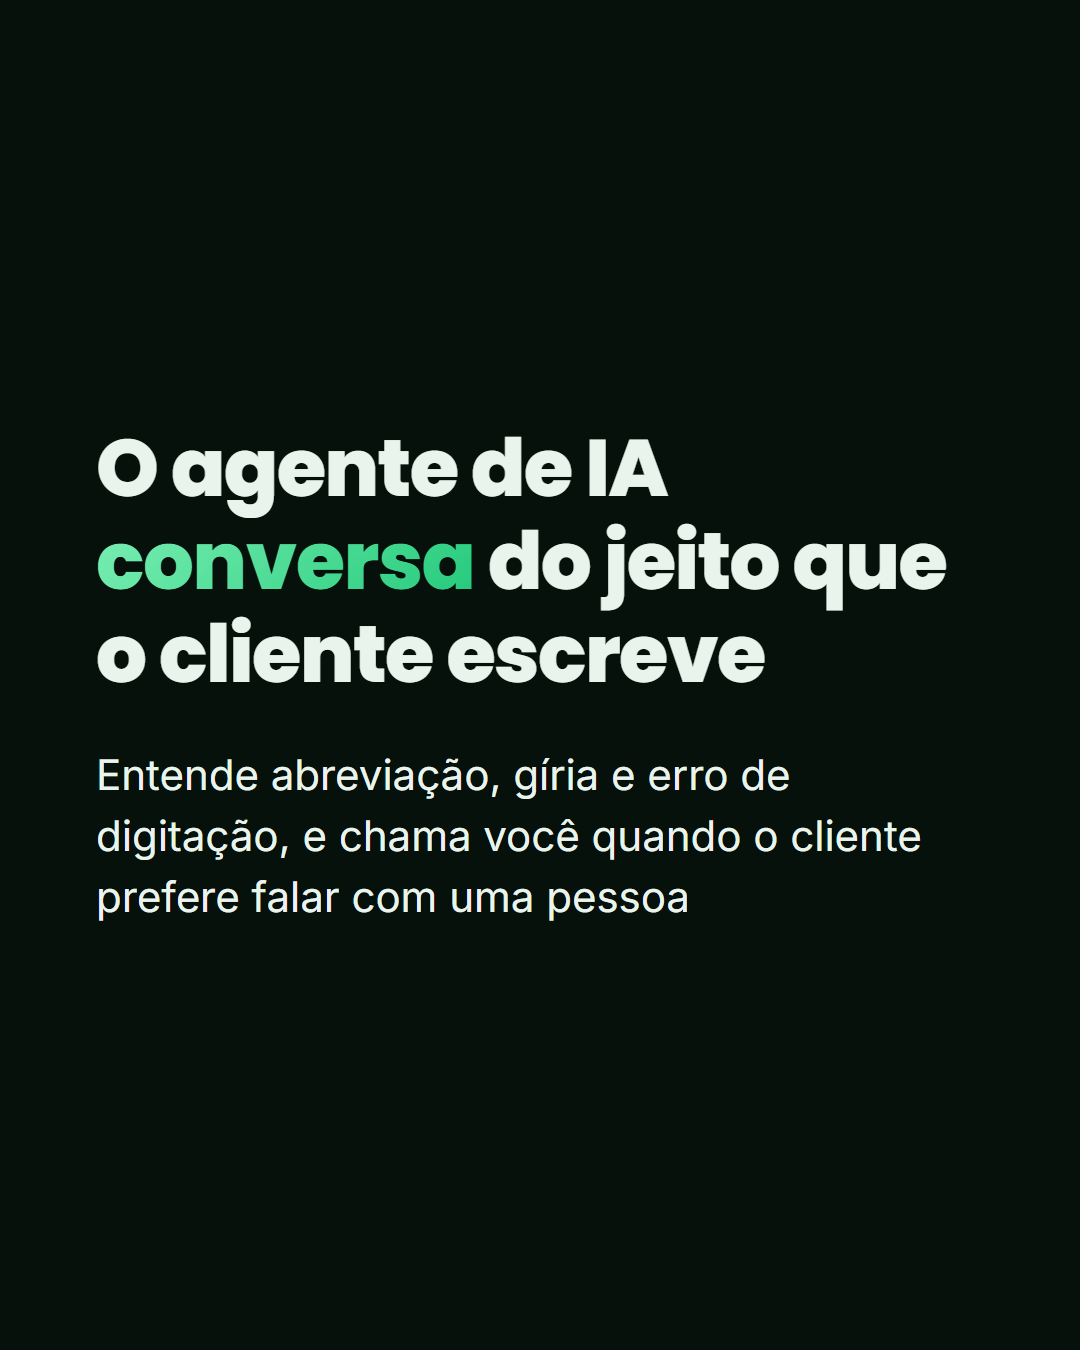 O agente de IA
conversa do jeito que
o cliente escreve
Entende abreviação, gíria e erro de
digitação, e chama você quando o cliente
prefere falar com uma pessoa